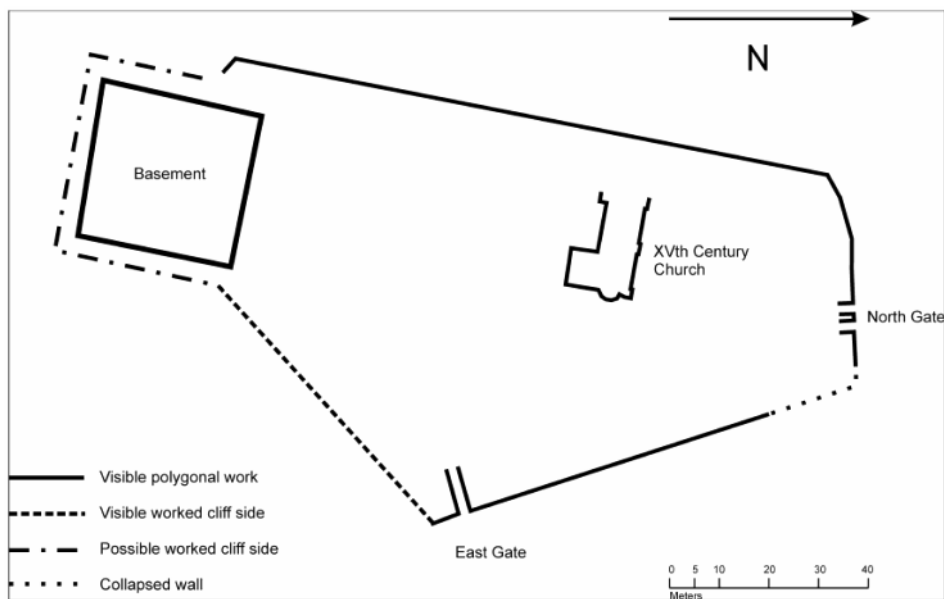 N
Basement
XVth Century
Church
North Gate
Visible polygonal work
Visible worked cliff side
Possible worked cliff side
Collapsed wall
East Gate
0 5 10 20 30 40
Meters